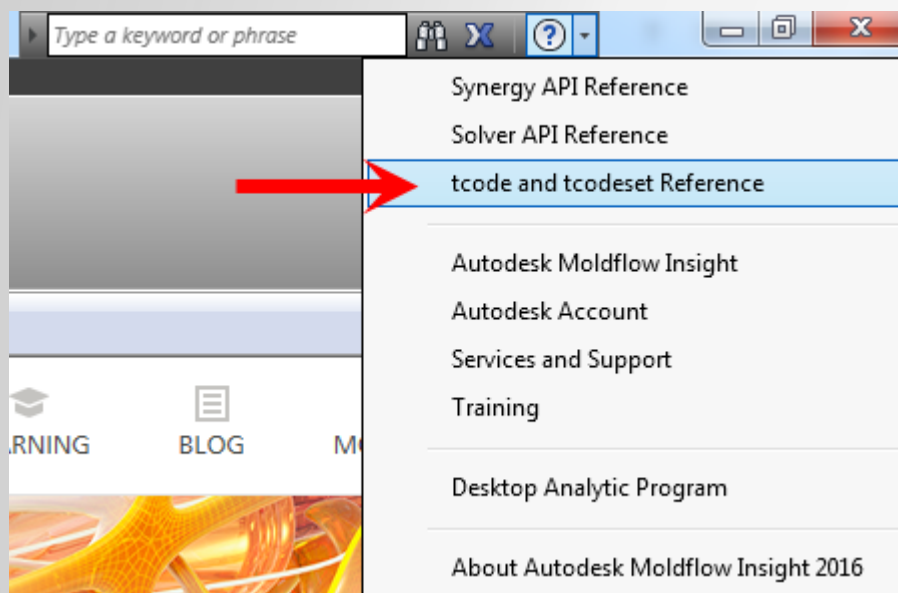 Type a keyword or phrase
Synergy API Reference
Solver API Reference
tcode and tcodeset Reference
Autodesk Moldflow Insight
Autodesk Account
Services and Support
Training
Desktop Analytic Program
About Autodesk Moldflow Insight 2016
RNING
BLOG
M